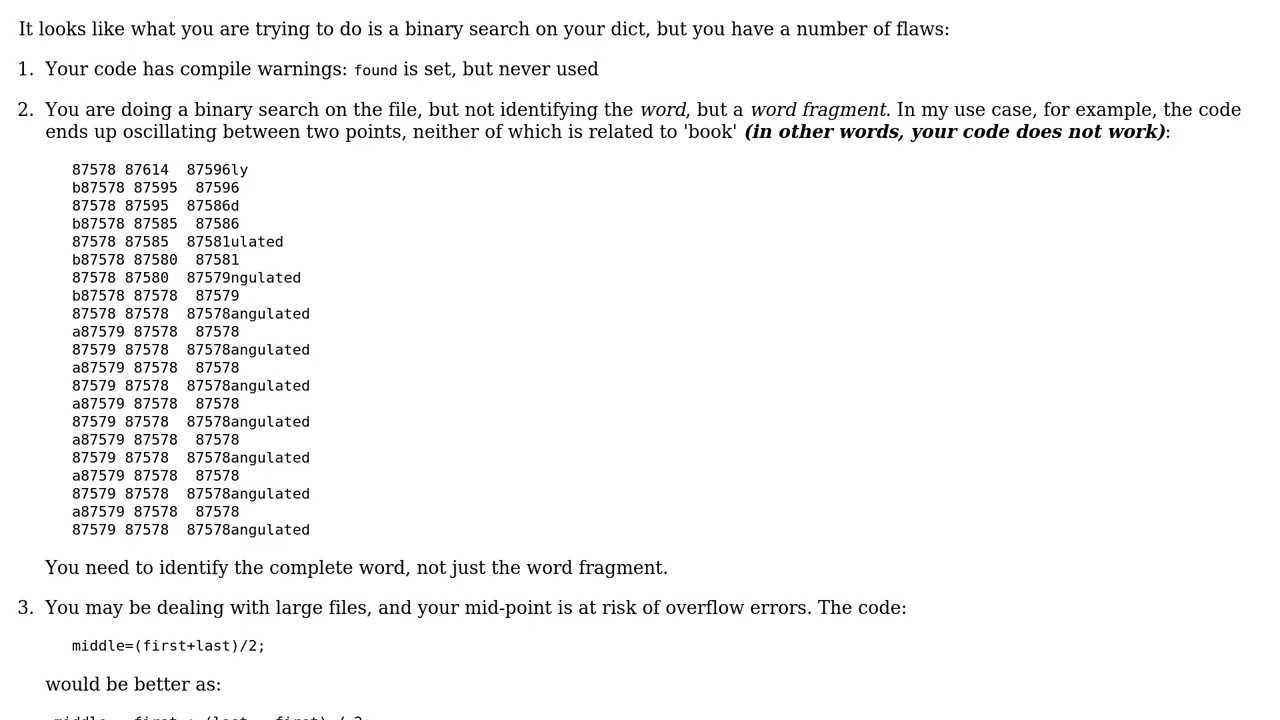 It looks like what you are trying to do is a binary search on your dict, but you have a number of flaws:
1. Your code has compile warnings: found is set, but never used
2. You are doing a binary search on the file, but not identifying the word, but a word fragment. In my use case, for example, the code
ends up oscillating between two points, neither of which is related to 'book' (in other words, your code does not work):
87578 87614  87596ly
b87578 87595  87596
87578 87595  87586d
b87578 87585  87586
87578 87585  87581ulated
b87578 87580  87581
87578 87580  87579ngulated
b87578 87578  87579
87578 87578  87578angulated
a87579 87578  87578
87579 87578  87578angulated
a87579 87578  87578
87579 87578  87578angulated
a87579 87578  87578
87579 87578  87578angulated
a87579 87578  87578
87579 87578  87578angulated
a87579 87578  87578
87579 87578  87578angulated
a87579 87578  87578
87579 87578  87578angulated
You need to identify the complete word, not just the word fragment.
3. You may be dealing with large files, and your mid-point is at risk of overflow errors. The code:
middle=(first+last)/2;
would be better as: